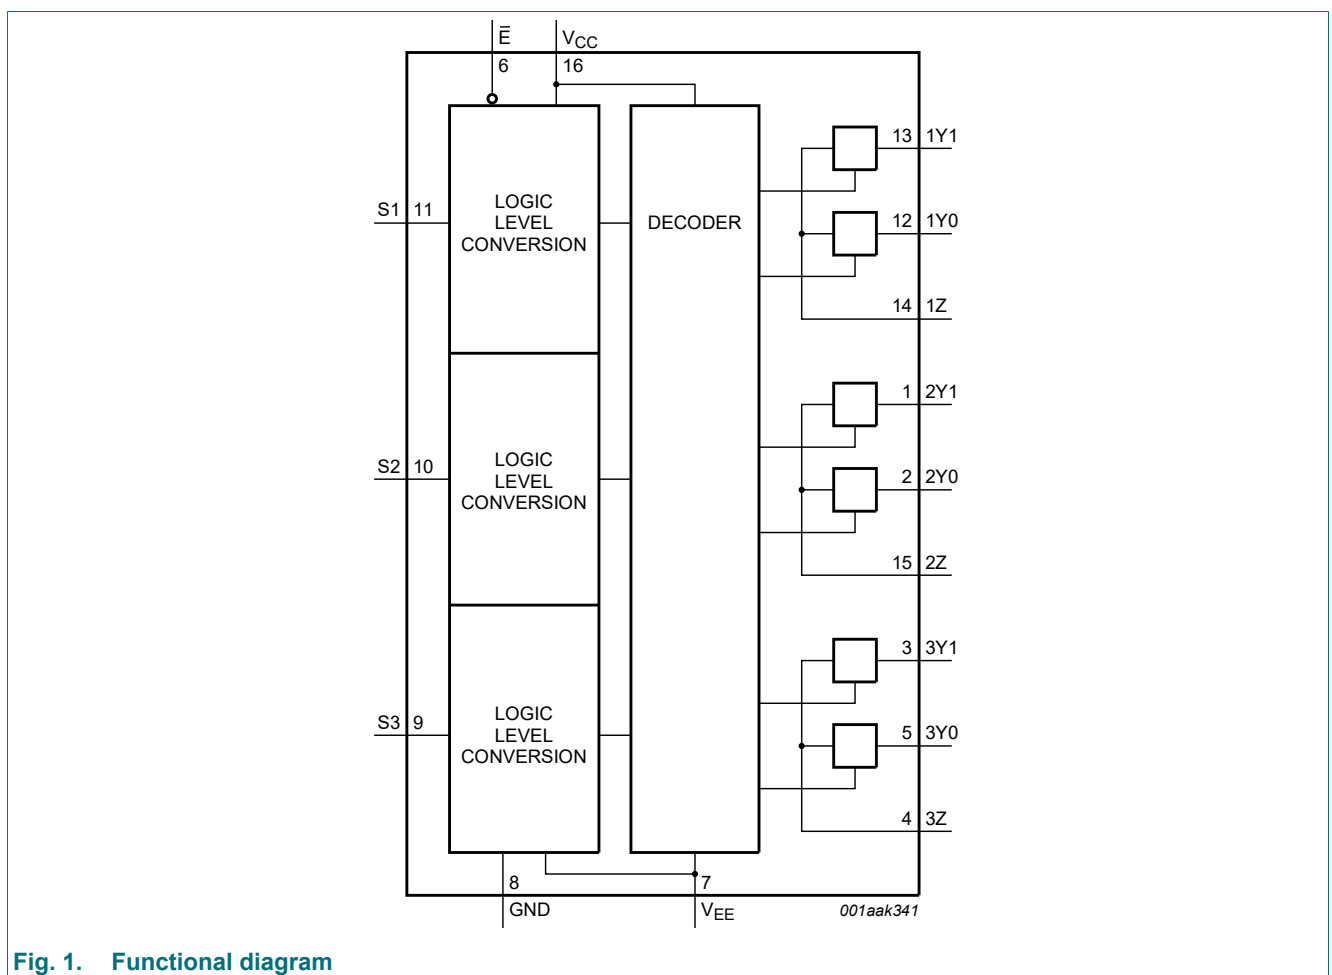 E̅ VCC
6 16
13 1Y1
LOGIC
LEVEL
CONVERSION
S1 11
DECODER
12 1Y0
14 1Z
1 2Y1
LOGIC
LEVEL
CONVERSION
S2 10
2 2Y0
15 2Z
3 3Y1
LOGIC
LEVEL
CONVERSION
S3 9
5 3Y0
4 3Z
8 7
GND VEE 001aak341
Fig. 1. Functional diagram